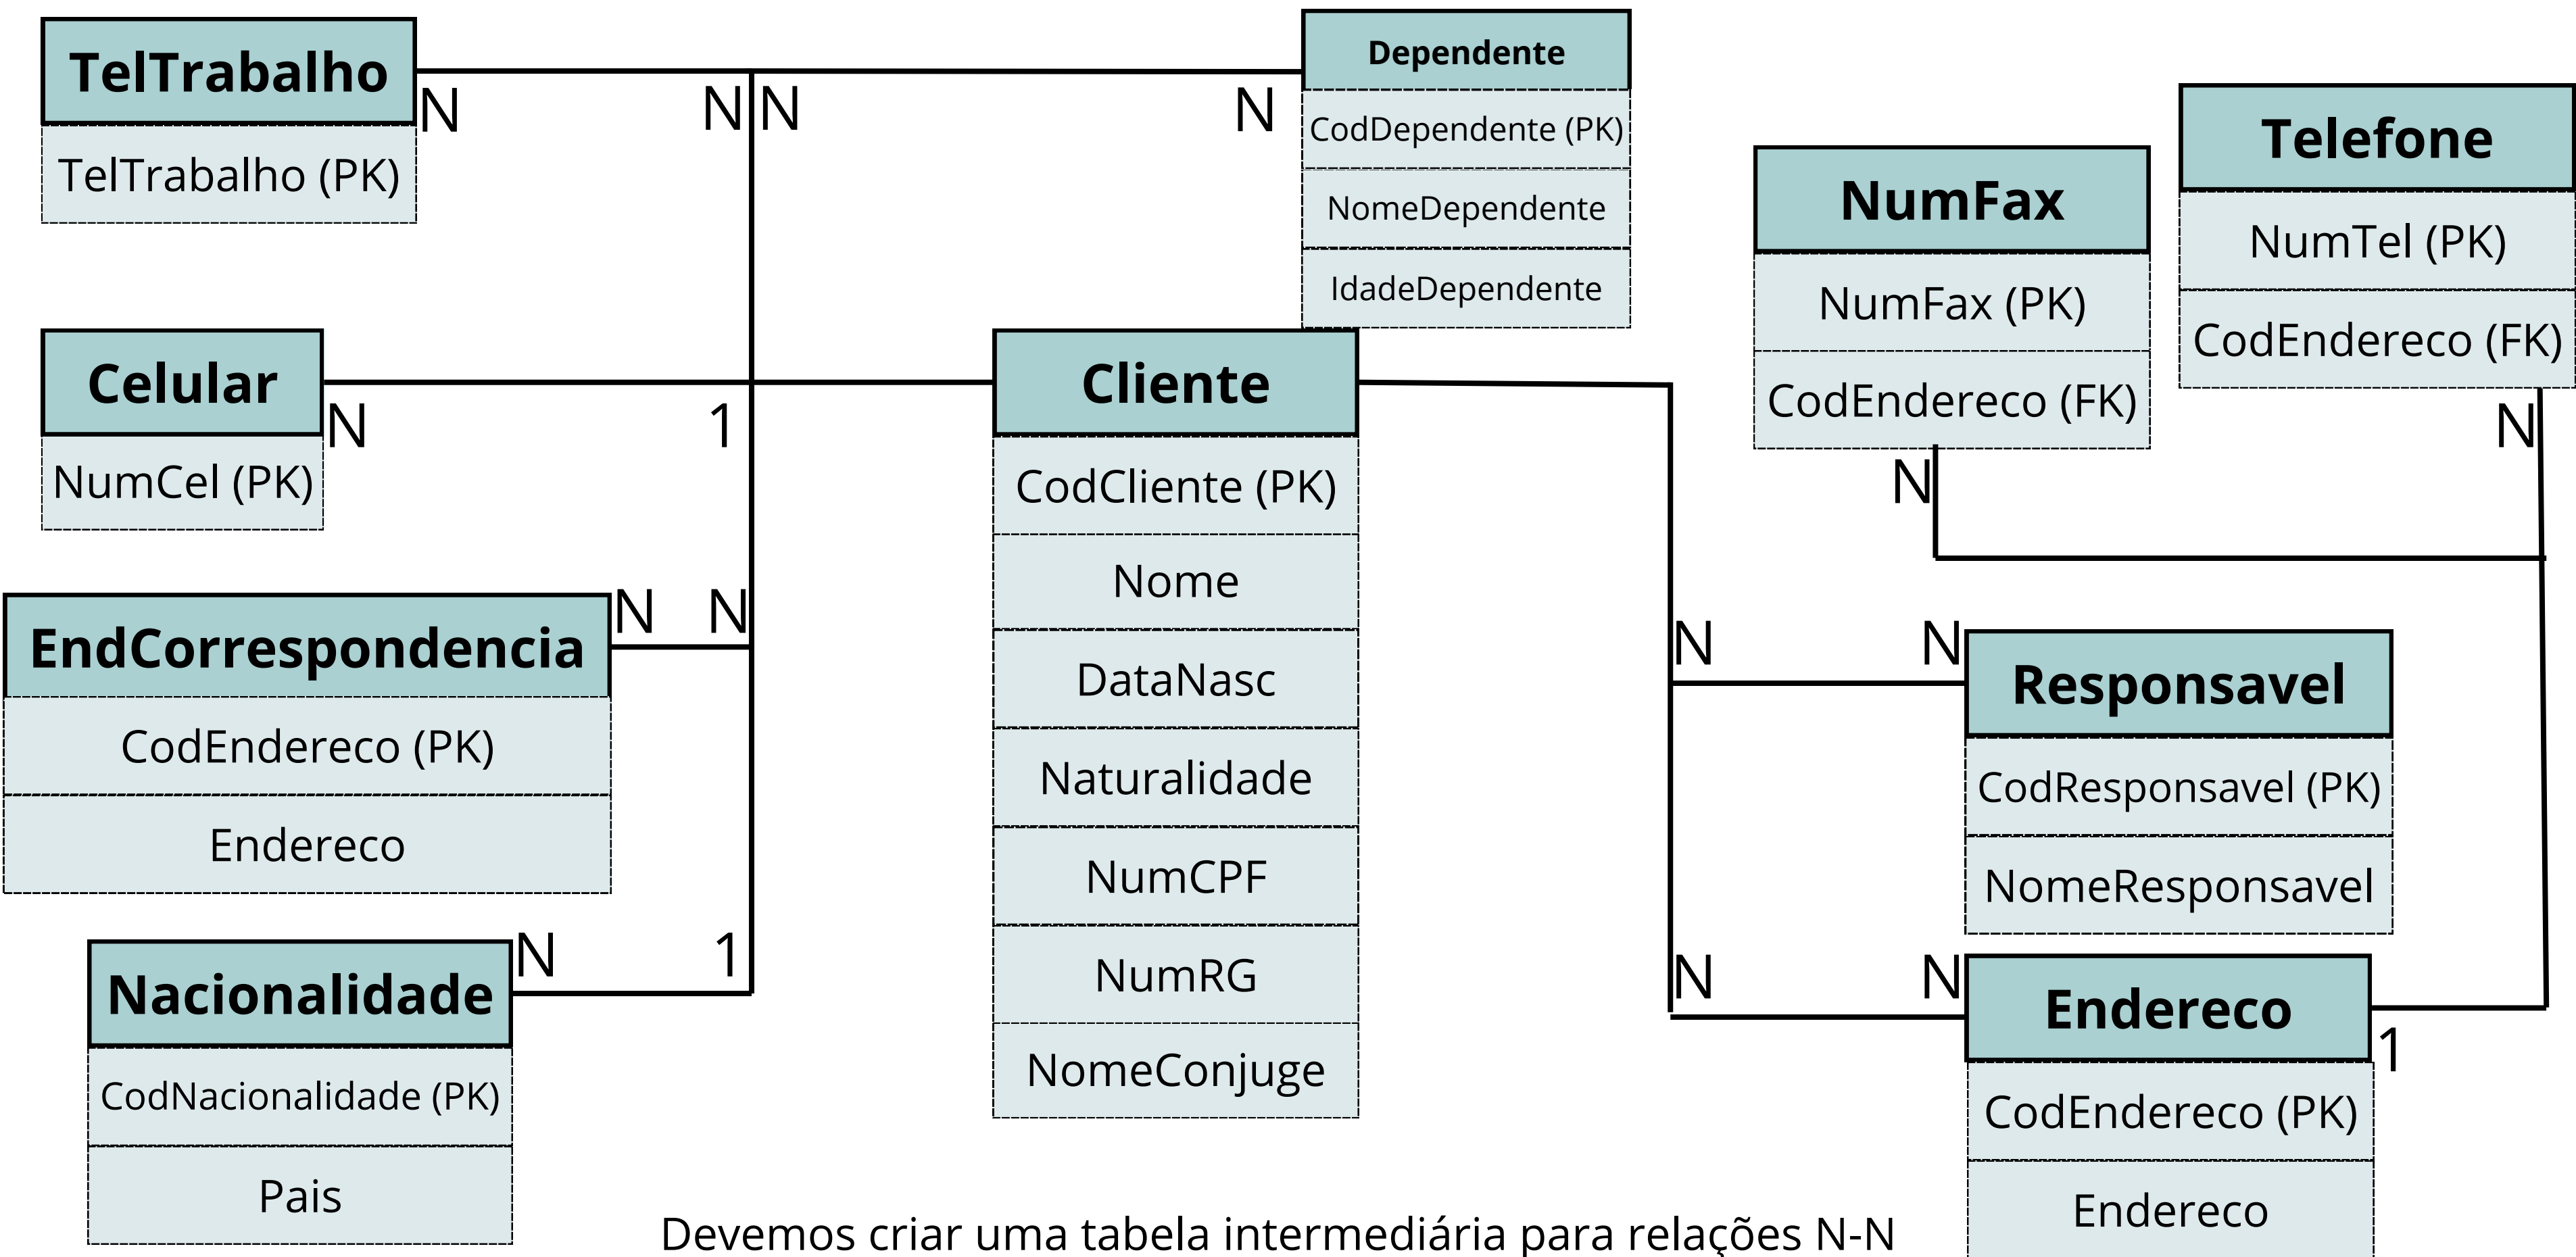 TelTrabalho
TelTrabalho (PK)
N
N
N
N
Dependente
CodDependente (PK)
NomeDependente
IdadeDependente
NumFax
NumFax (PK)
CodEndereco (FK)
N
Telefone
NumTel (PK)
CodEndereco (FK)
N
Celular
NumCel (PK)
N
1
Cliente
CodCliente (PK)
Nome
DataNasc
Naturalidade
NumCPF
NumRG
NomeConjuge
EndCorrespondencia
CodEndereco (PK)
Endereco
N
N
N
N
Responsavel
CodResponsavel (PK)
NomeResponsavel
Nacionalidade
CodNacionalidade (PK)
Pais
N
1
N
N
Endereco
CodEndereco (PK)
Endereco
1
Devemos criar uma tabela intermediária para relações N-N